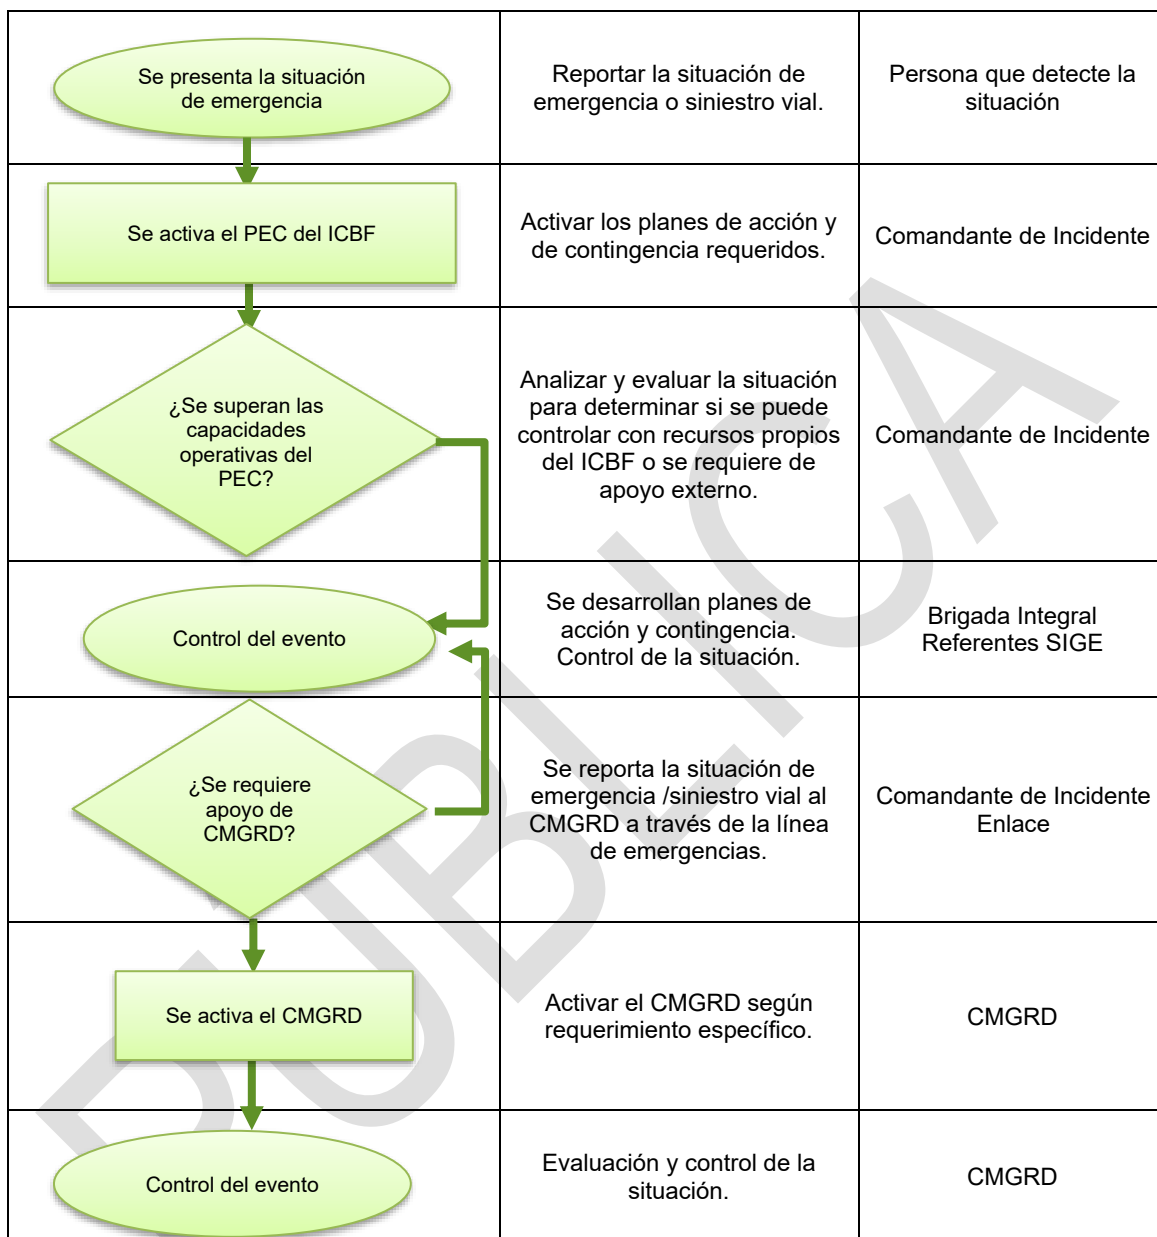 Se presenta la situación
de emergencia
Reportar la situación de
emergencia o siniestro vial.
Persona que detecte la
situación
Se activa el PEC del ICBF
Activar los planes de acción y
de contingencia requeridos.
Comandante de Incidente
¿Se superan las
capacidades
operativas del
PEC?
Analizar y evaluar la situación
para determinar si se puede
controlar con recursos propios
del ICBF o se requiere de
apoyo externo.
Comandante de Incidente
Control del evento
Se desarrollan planes de
acción y contingencia.
Control de la situación.
Brigada Integral
Referentes SIGE
¿Se requiere
apoyo de
CMGRD?
Se reporta la situación de
emergencia /siniestro vial al
CMGRD a través de la línea
de emergencias.
Comandante de Incidente
Enlace
Se activa el CMGRD
Activar el CMGRD según
requerimiento específico.
CMGRD
Control del evento
Evaluación y control de la
situación.
CMGRD
PÚBLICA